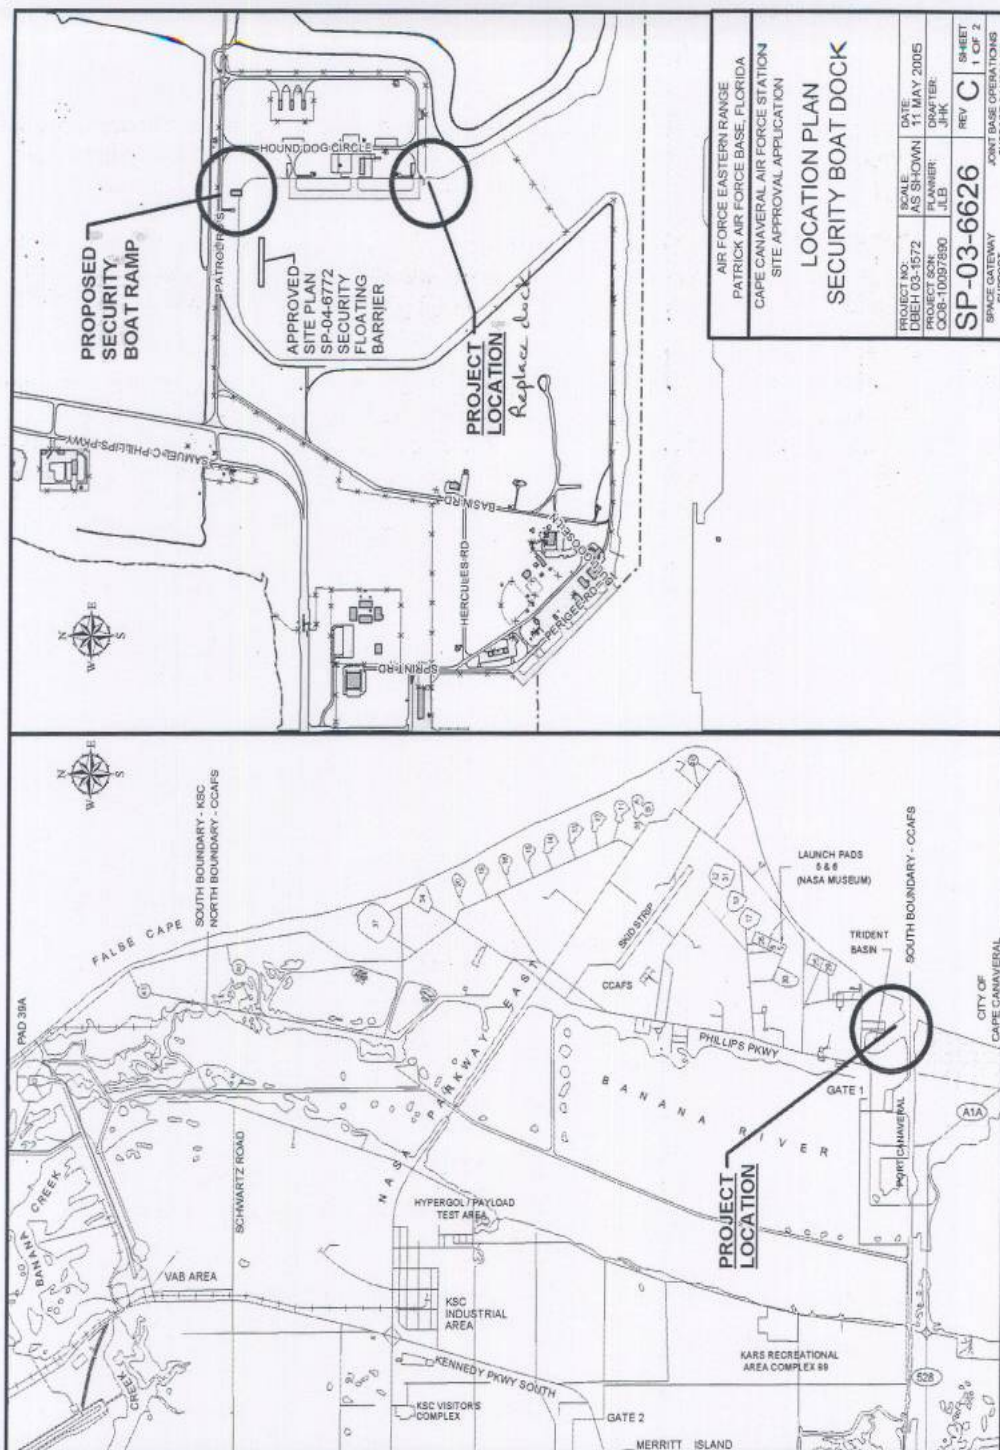 PROPOSED
SECURITY
BOAT RAMP
HOUND DOG CIRCLE
APPROVED
SITE PLAN
SP-04-6772
SECURITY
FLOATING
BARRIER
PROJECT
LOCATION
Replace dock
SAMUEL C PHILLIPS PKWY
BASIN RD
HERCULES RD
SPRINT RD
PERIGEE RD
N
E
S
W
AIR FORCE EASTERN RANGE
PATRICK AIR FORCE BASE, FLORIDA
CAPE CANAVERAL AIR FORCE STATION
SITE APPROVAL APPLICATION
LOCATION PLAN
SECURITY BOAT DOCK
PROJECT NO:
DBEH 03-1572
SCALE:
AS SHOWN
DATE:
11 MAY 2005
PROJECT SON:
PLANNER:
JLB
DRAFTER:
JHK
SP-03-6626
REV C
SHEET
1 OF 2
SPACE GATEWAY
JOINT BASE OPERATIONS
N
E
S
W
PAD 39A
FALSE CAPE
SOUTH BOUNDARY - KSC
NORTH BOUNDARY - CCAFS
BANANA CREEK
CREEK
SCHWARTZ ROAD
VAB AREA
NASA PARKWAY EAST
HYPERGOL / PAYLOAD
TEST AREA
KSC
INDUSTRIAL
AREA
KENNEDY PKWY SOUTH
KSC VISITOR'S
COMPLEX
GATE 2
MERRITT ISLAND
KARS RECREATIONAL
AREA COMPLEX 99
528
SKID STRIP
CCAFS
PHILLIPS PKWY
BANANA RIVER
LAUNCH PADS
5 & 6
(NASA MUSEUM)
TRIDENT
BASIN
SOUTH BOUNDARY - CCAFS
GATE 1
PORT CANAVERAL
A1A
CITY OF
CAPE CANAVERAL
PROJECT
LOCATION